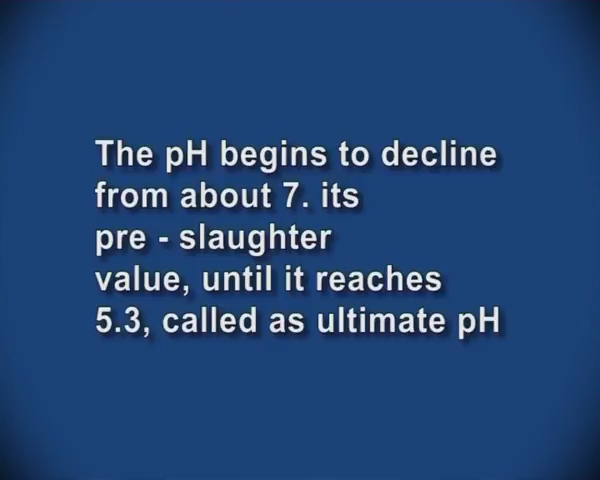 The pH begins to decline
from about 7. its
pre - slaughter
value, until it reaches
5.3, called as ultimate pH